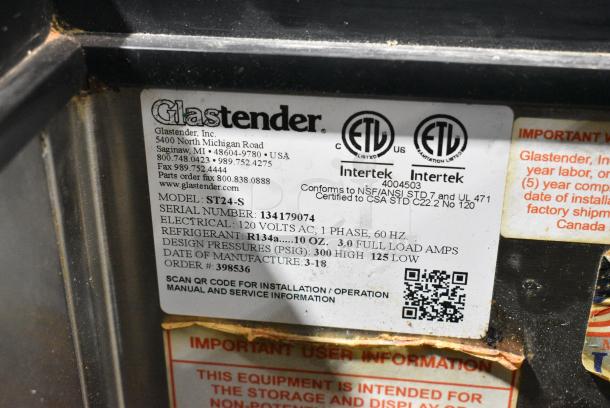 Glastender®
Glastender, Inc.
5400 North Michigan Road
Saginaw, MI • 48604-9780 • USA
800.748.0423 • 989.752.4275
Fax 989.752.4444
Parts order fax 800.838.0888
www.glastender.com
C ETL LISTED US
Intertek
ETL SANITATION LISTED
Intertek
4004503
Conforms to NSF/ANSI STD 7 and UL 471
Certified to CSA STD C22.2 No 120
MODEL: ST24-S
SERIAL NUMBER: 134179074
ELECTRICAL: 120 VOLTS AC, 1 PHASE, 60 HZ
REFRIGERANT: R134a.....10 OZ. 3.0 FULL LOAD AMPS
DESIGN PRESSURES (PSIG): 300 HIGH 125 LOW
DATE OF MANUFACTURE: 3-18
ORDER #: 398536
SCAN QR CODE FOR INSTALLATION / OPERATION
MANUAL AND SERVICE INFORMATION
IMPORTANT W
Glastender, In
year labor, or
(5) year comp
date of installa
factory shipm
Canada
IMPORTANT USER INFORMATION
THIS EQUIPMENT IS INTENDED FOR
THE STORAGE AND DISPLAY OF